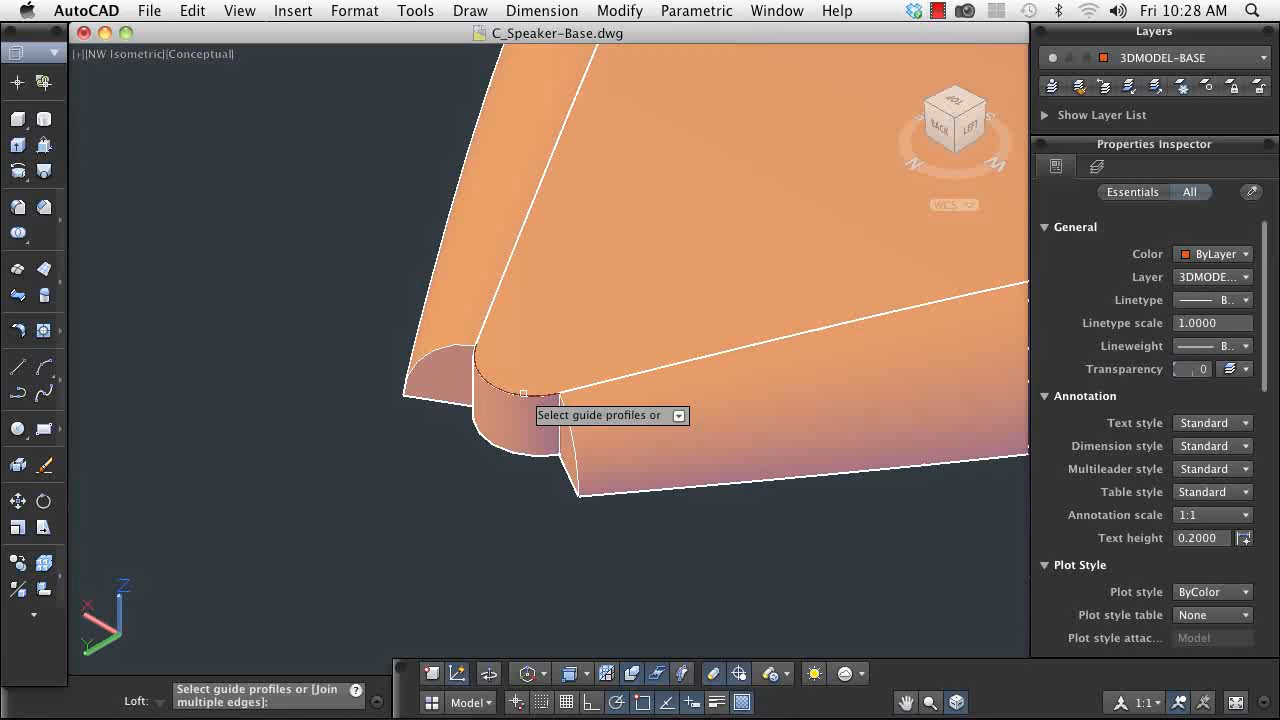 AutoCAD File Edit View Insert Format Tools Draw Dimension Modify Parametric Window Help Fri 10:28 AM
C_Speaker-Base.dwg
[+][NW Isometric][Conceptual]
Layers
3DMODEL-BASE
Show Layer List
Properties Inspector
Essentials All
General
Color ByLayer
Layer 3DMODE...
Linetype B..
Linetype scale 1.0000
Lineweight B..
Transparency 0
Annotation
Text style Standard
Dimension style Standard
Multileader style Standard
Table style Standard
Annotation scale 1:1
Text height 0.2000
Plot Style
Plot style ByColor
Plot style table None
Plot style attac... Model
TOP
BACK LEFT
N S
WCS
Select guide profiles or
X Z
Y
Loft: Select guide profiles or [Join
multiple edges]: ?
Model 1:1